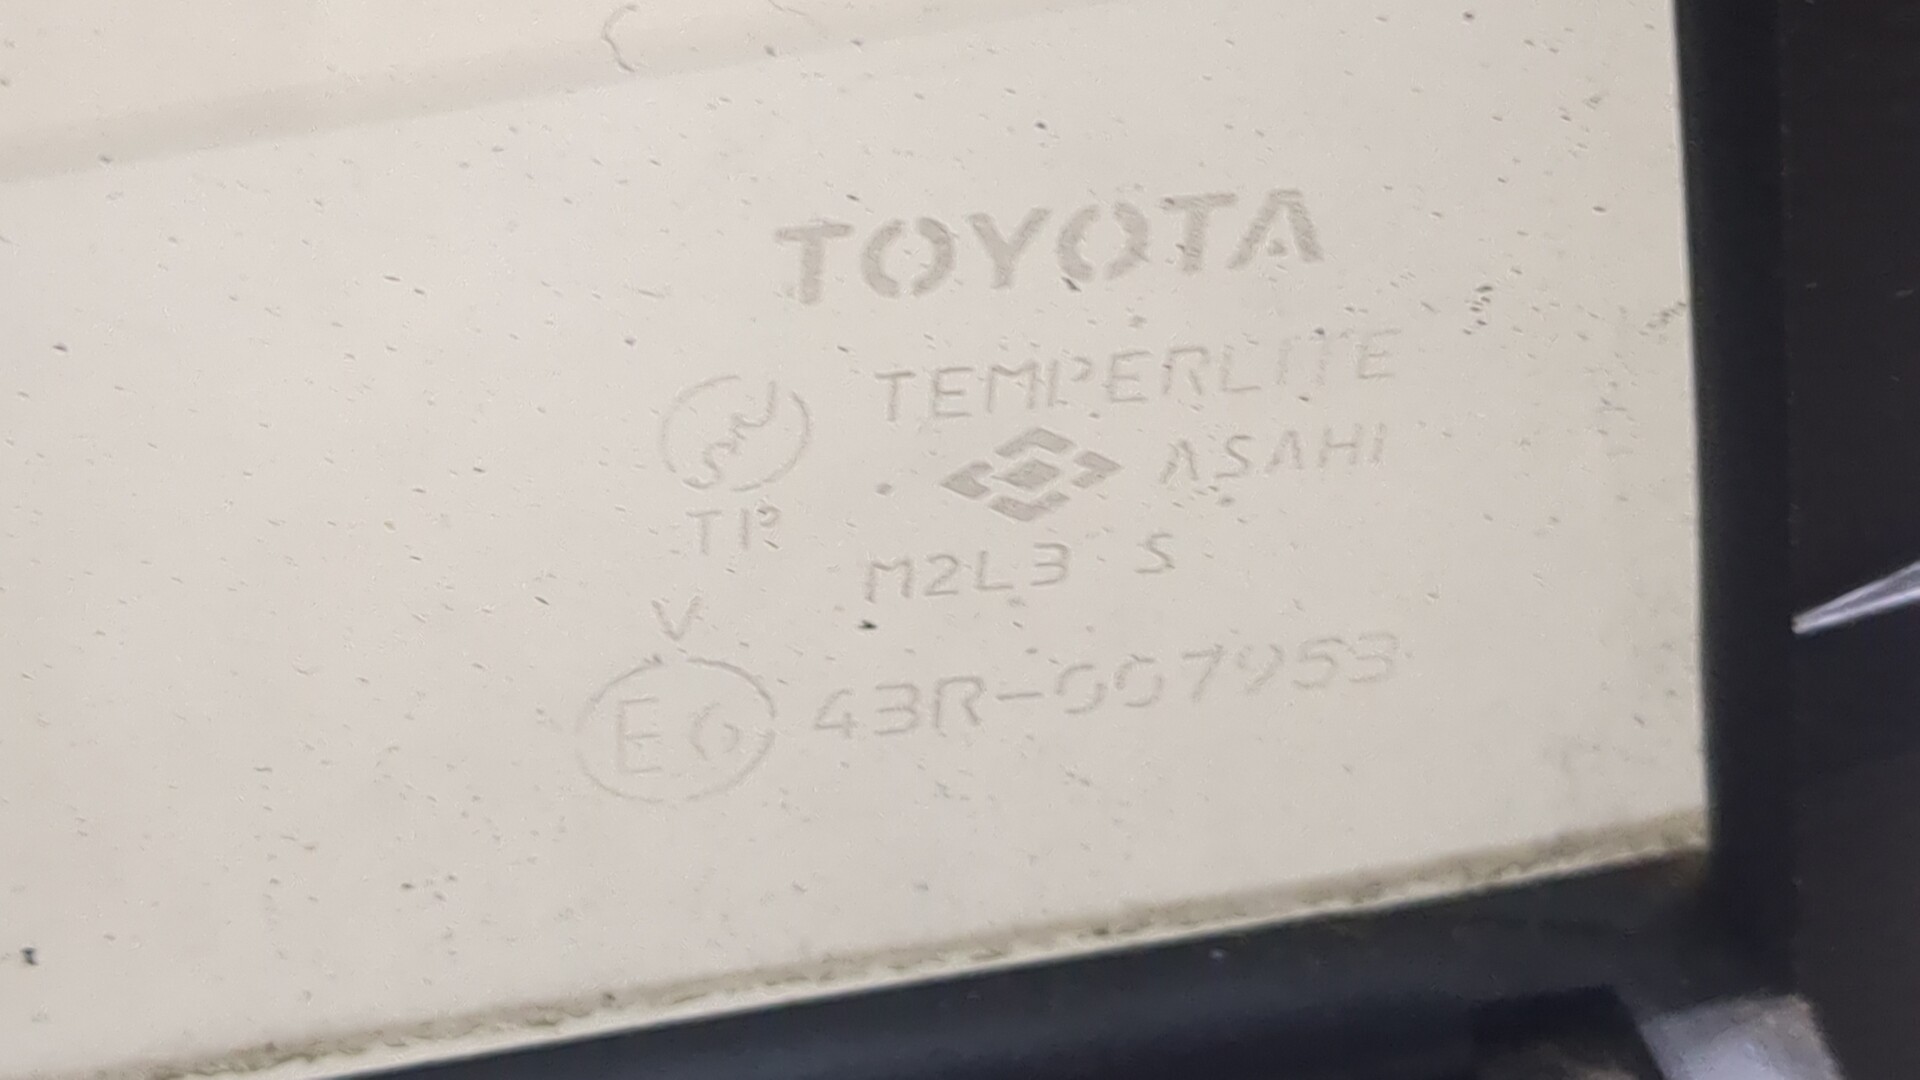 TOYOTA
TEMPERLITE
ASAHI
TP
M2L3 S
V
E6 43R-007953